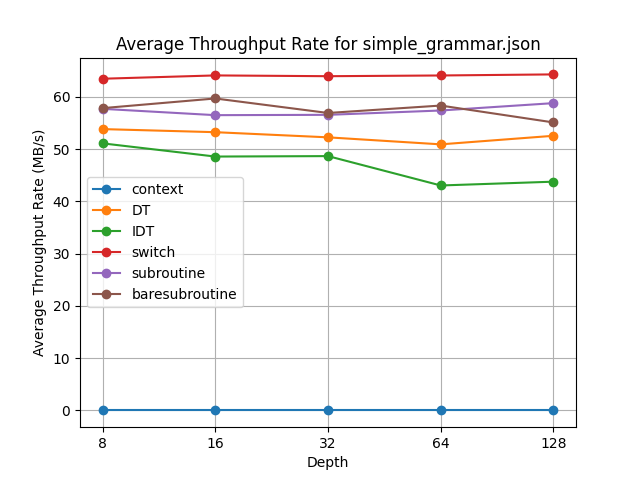 Average Throughput Rate for simple_grammar.json
Average Throughput Rate (MB/s)
60
50
40
30
20
10
0
context
DT
IDT
switch
subroutine
baresubroutine
8 16 32 64 128
Depth